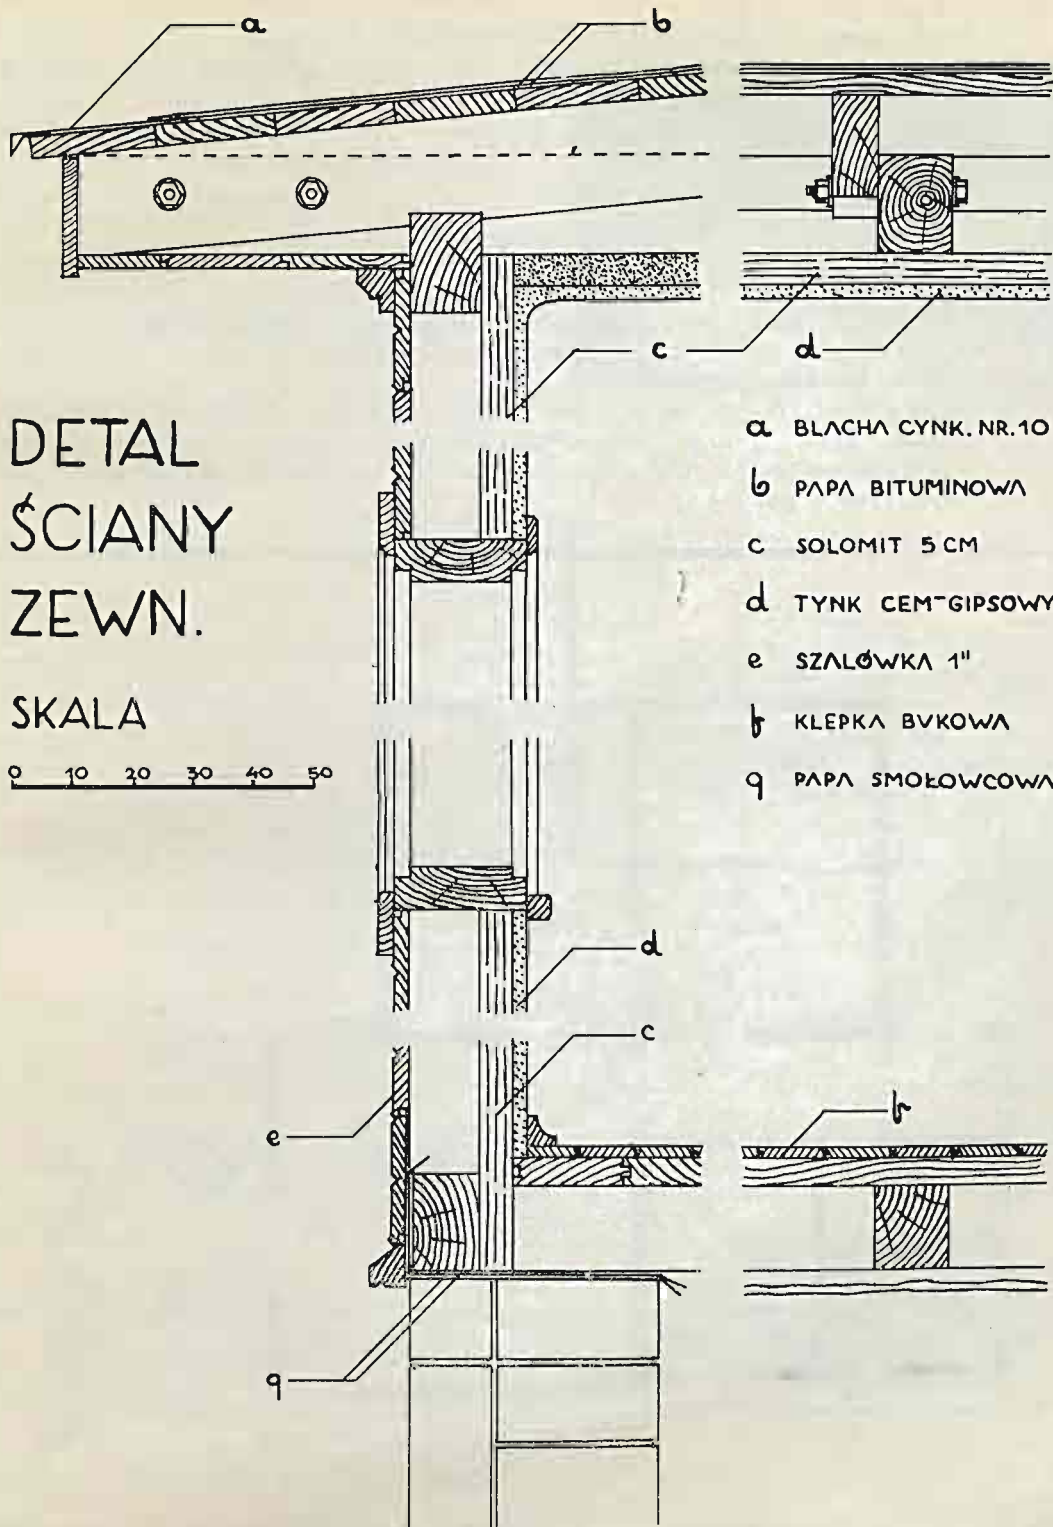 a
b
c
d
DETAL
ŚCIANY
ZEWN.
SKALA
0 10 20 30 40 50
a BLACHA CYNK. NR. 10
b PAPA BITUMINOWA
c SOLOMIT 5 CM
d TYNK CEM-GIPSOWY
e SZALÓWKA 1"
f KLEPKA BUKOWA
g PAPA SMOŁOWCOWA
d
c
e
f
g